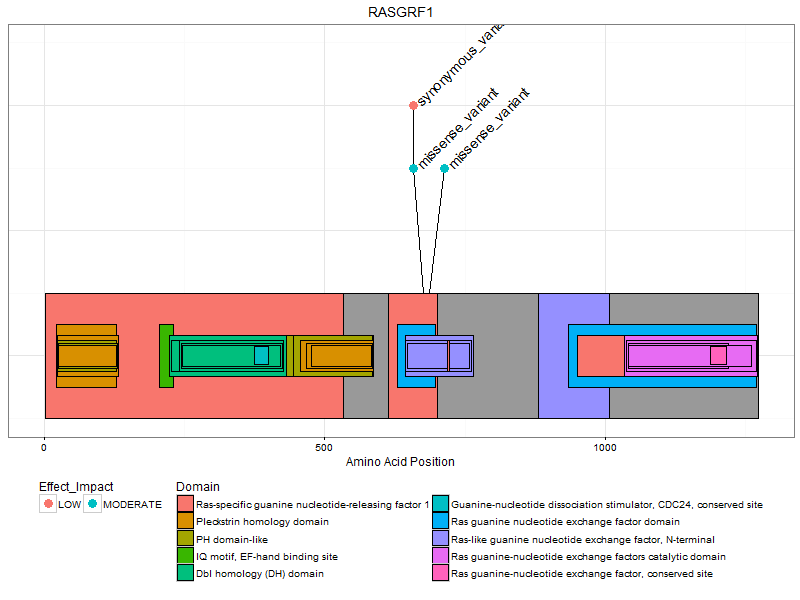 RASGRF1
synonymous_varia
missense_variant
missense_variant
0
500
1000
Amino Acid Position
Effect_Impact
LOW
MODERATE
Domain
Ras-specific guanine nucleotide-releasing factor 1
Pleckstrin homology domain
PH domain-like
IQ motif, EF-hand binding site
Dbl homology (DH) domain
Guanine-nucleotide dissociation stimulator, CDC24, conserved site
Ras guanine nucleotide exchange factor domain
Ras-like guanine nucleotide exchange factor, N-terminal
Ras guanine-nucleotide exchange factors catalytic domain
Ras guanine-nucleotide exchange factor, conserved site